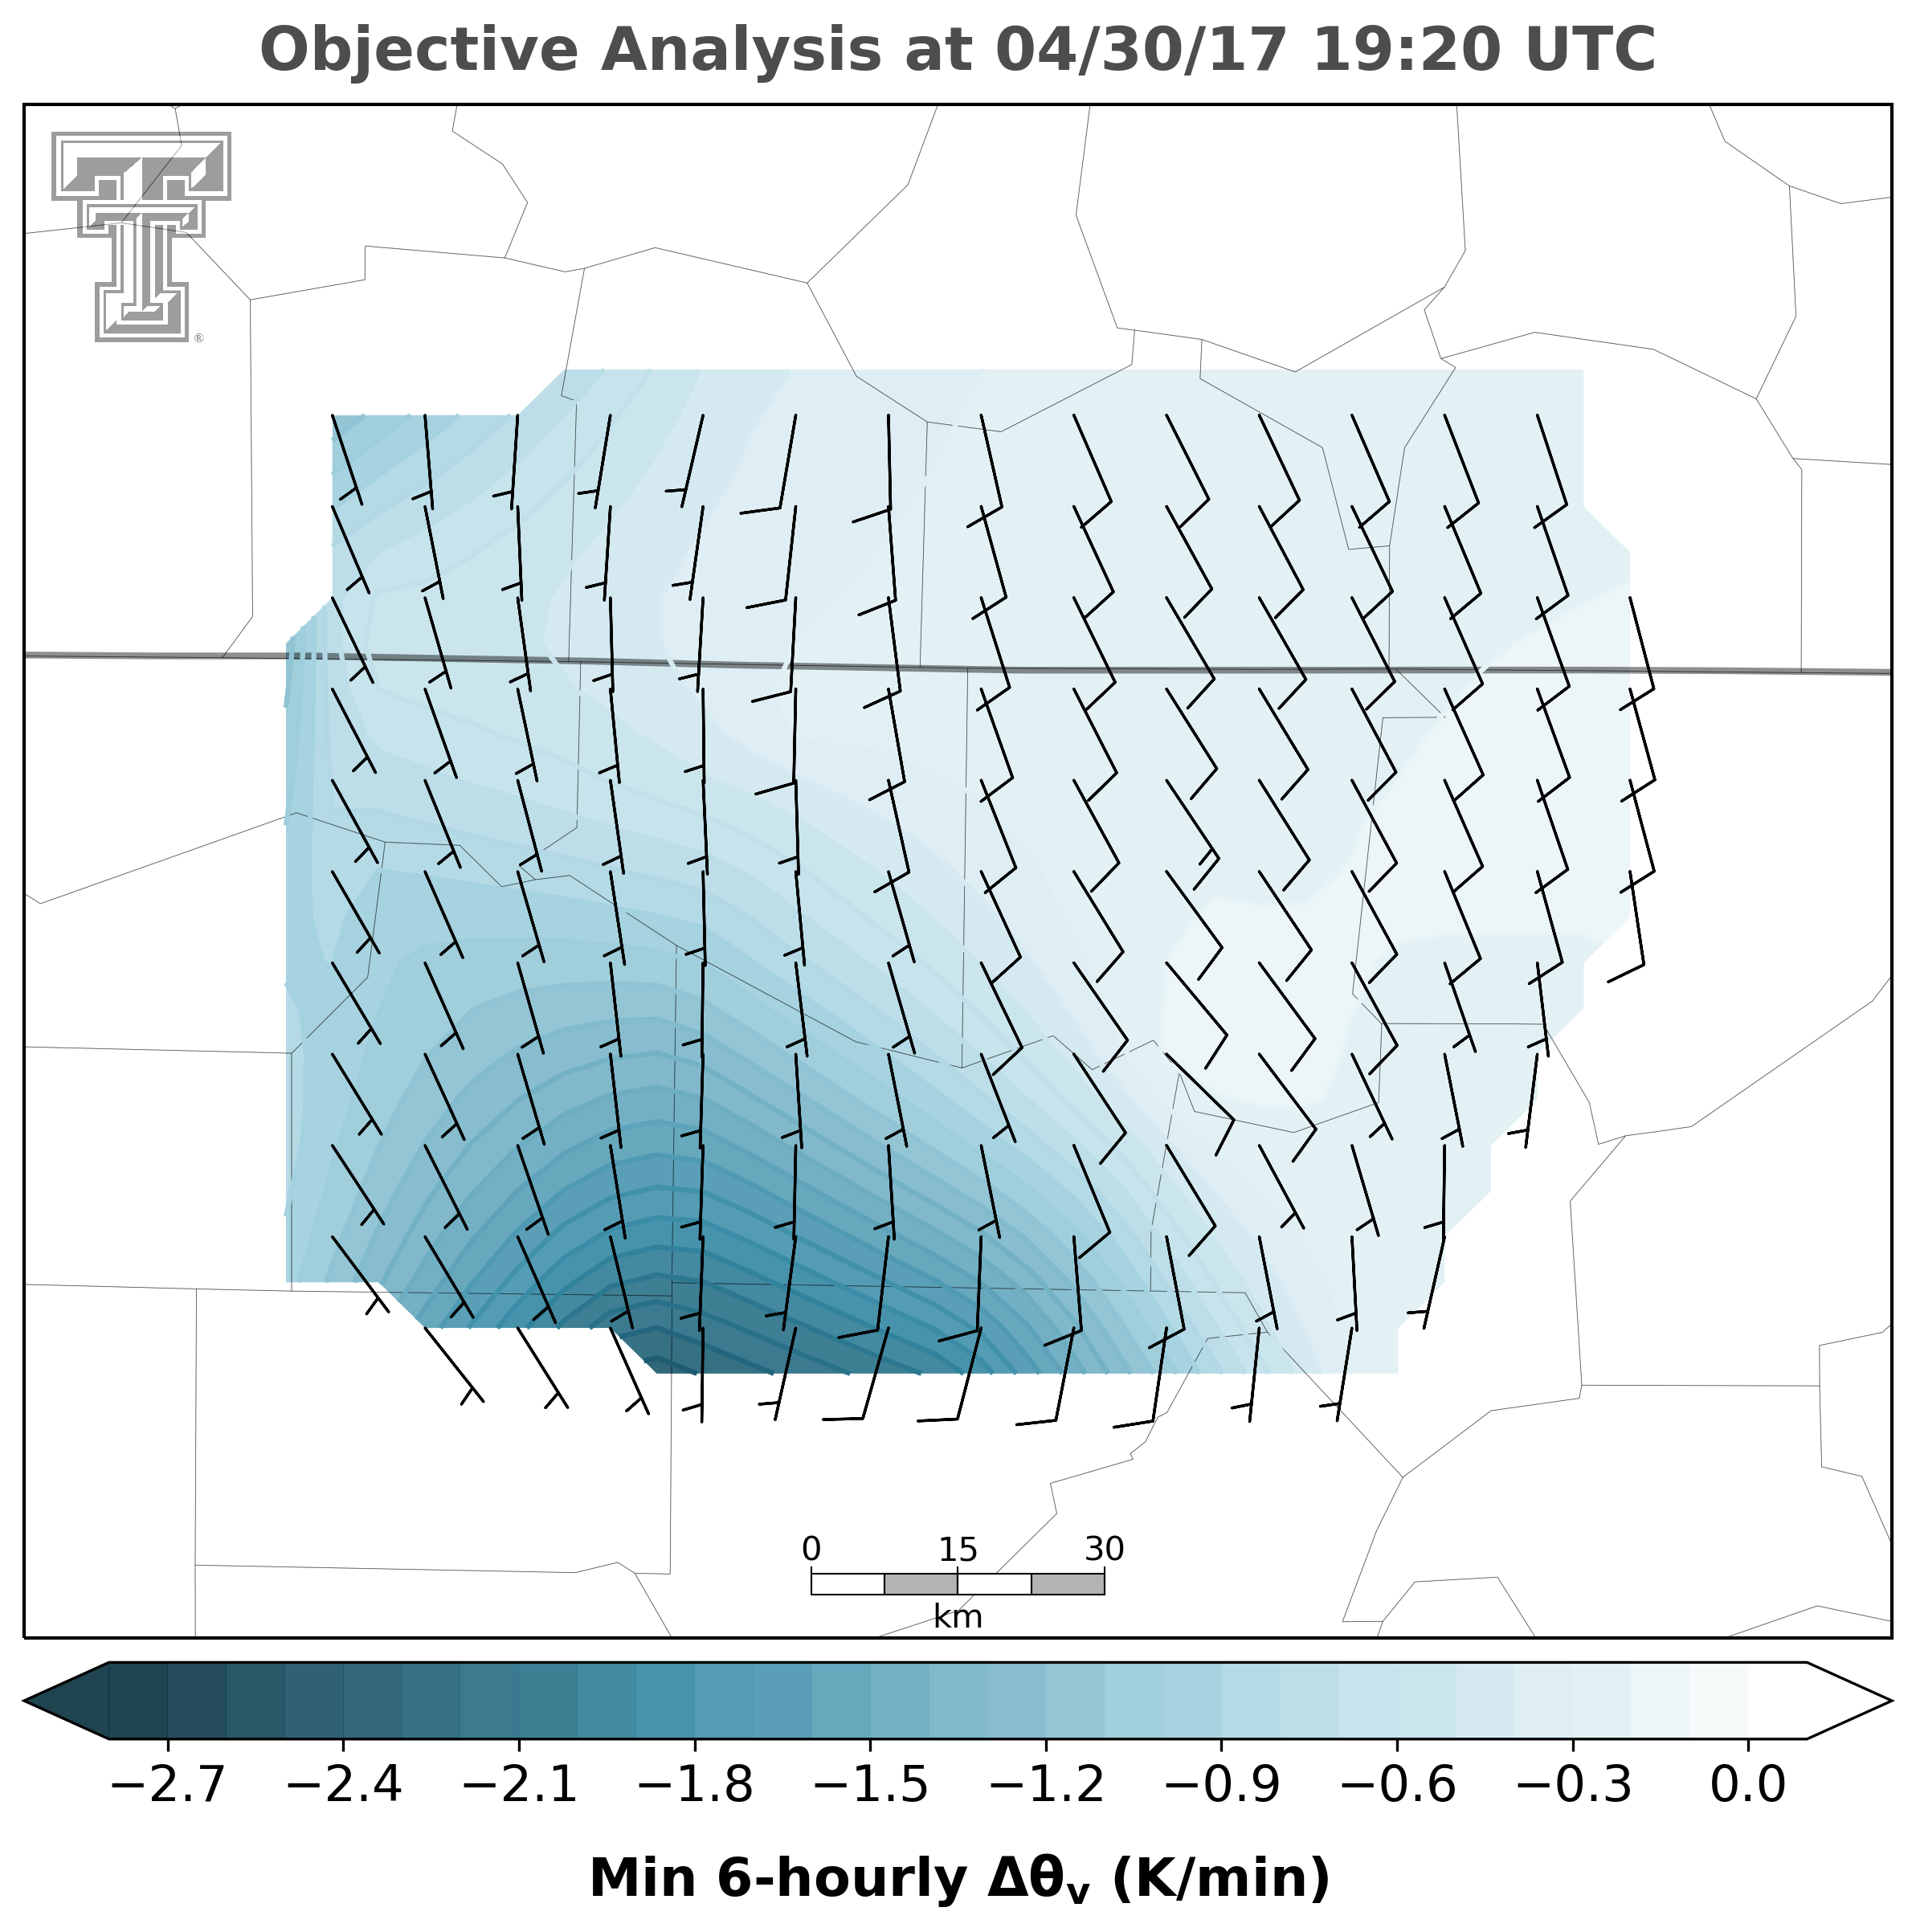 Objective Analysis at 04/30/17 19:20 UTC
®
0 15 30
km
−2.7 −2.4 −2.1 −1.8 −1.5 −1.2 −0.9 −0.6 −0.3 0.0
Min 6-hourly Δθv (K/min)